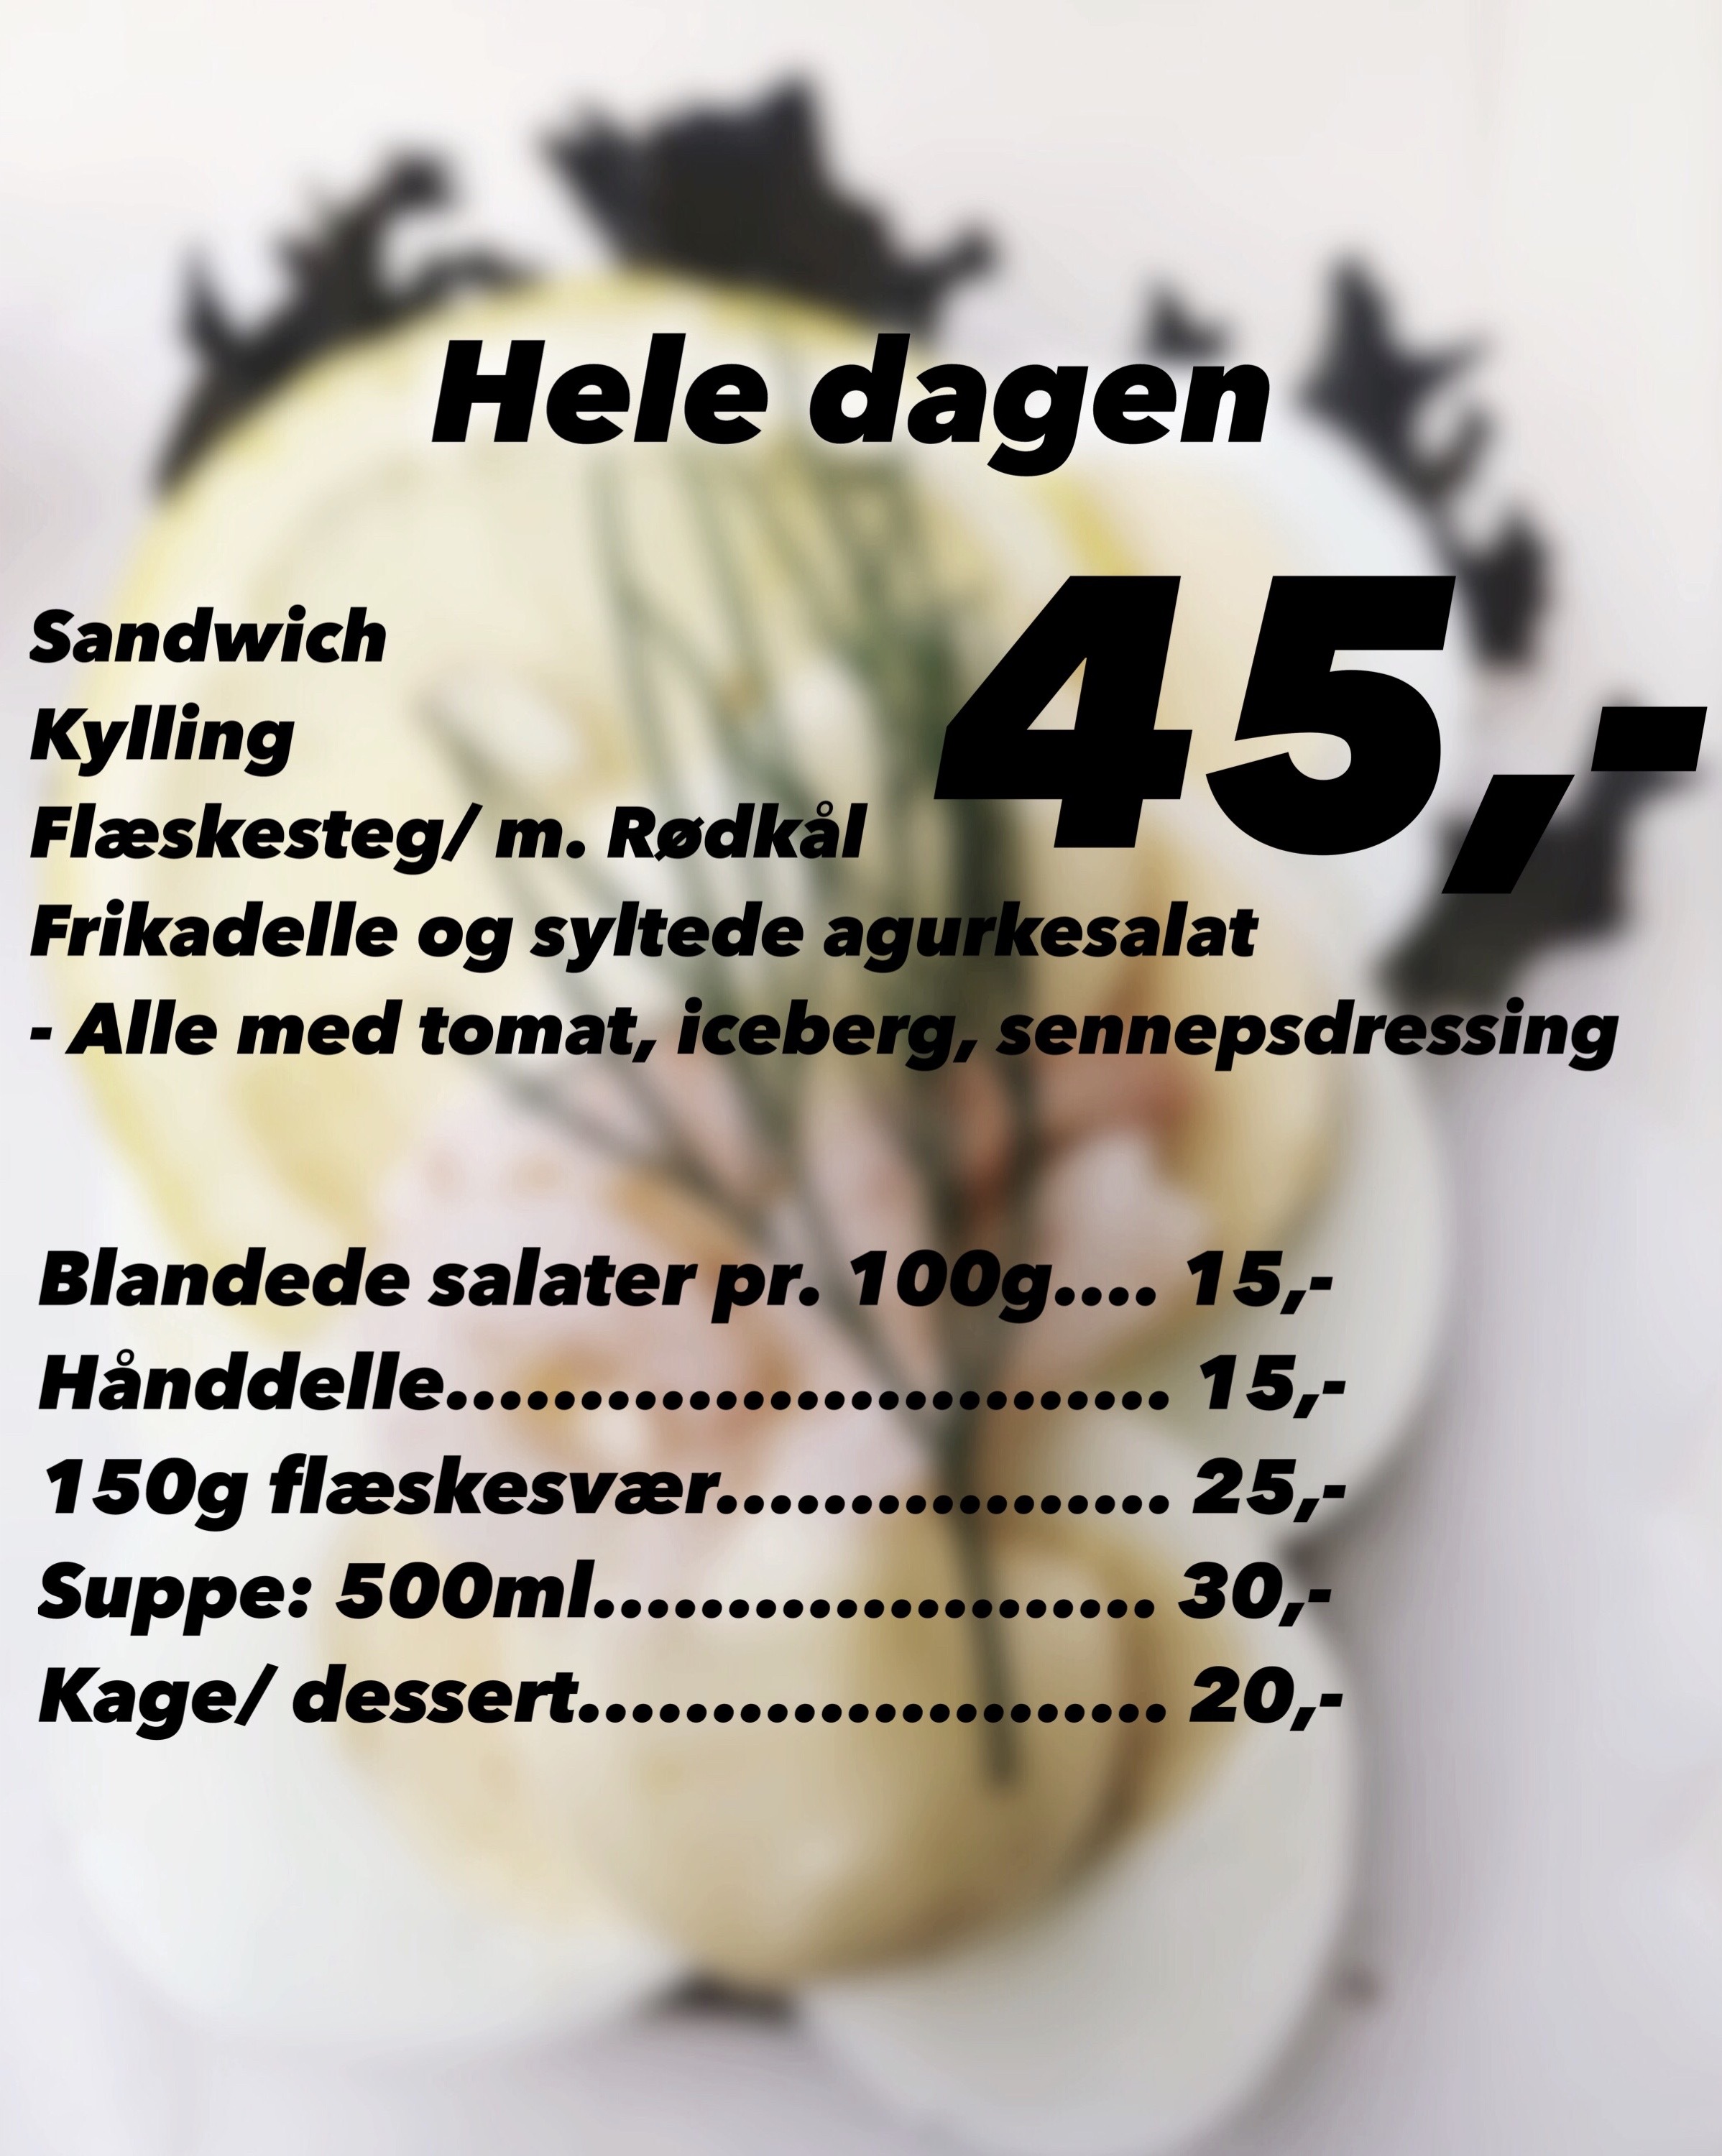 Hele dagen
Sandwich
45,-
Kylling
Flæskesteg/ m. Rødkål
Frikadelle og syltede agurkesalat
- Alle med tomat, iceberg, sennepsdressing
Blandede salater pr. 100g.... 15,-
Hånddelle........................... 15,-
150g flæskesvær................. 25,-
Suppe: 500ml..................... 30,-
Kage/ dessert...................... 20,-